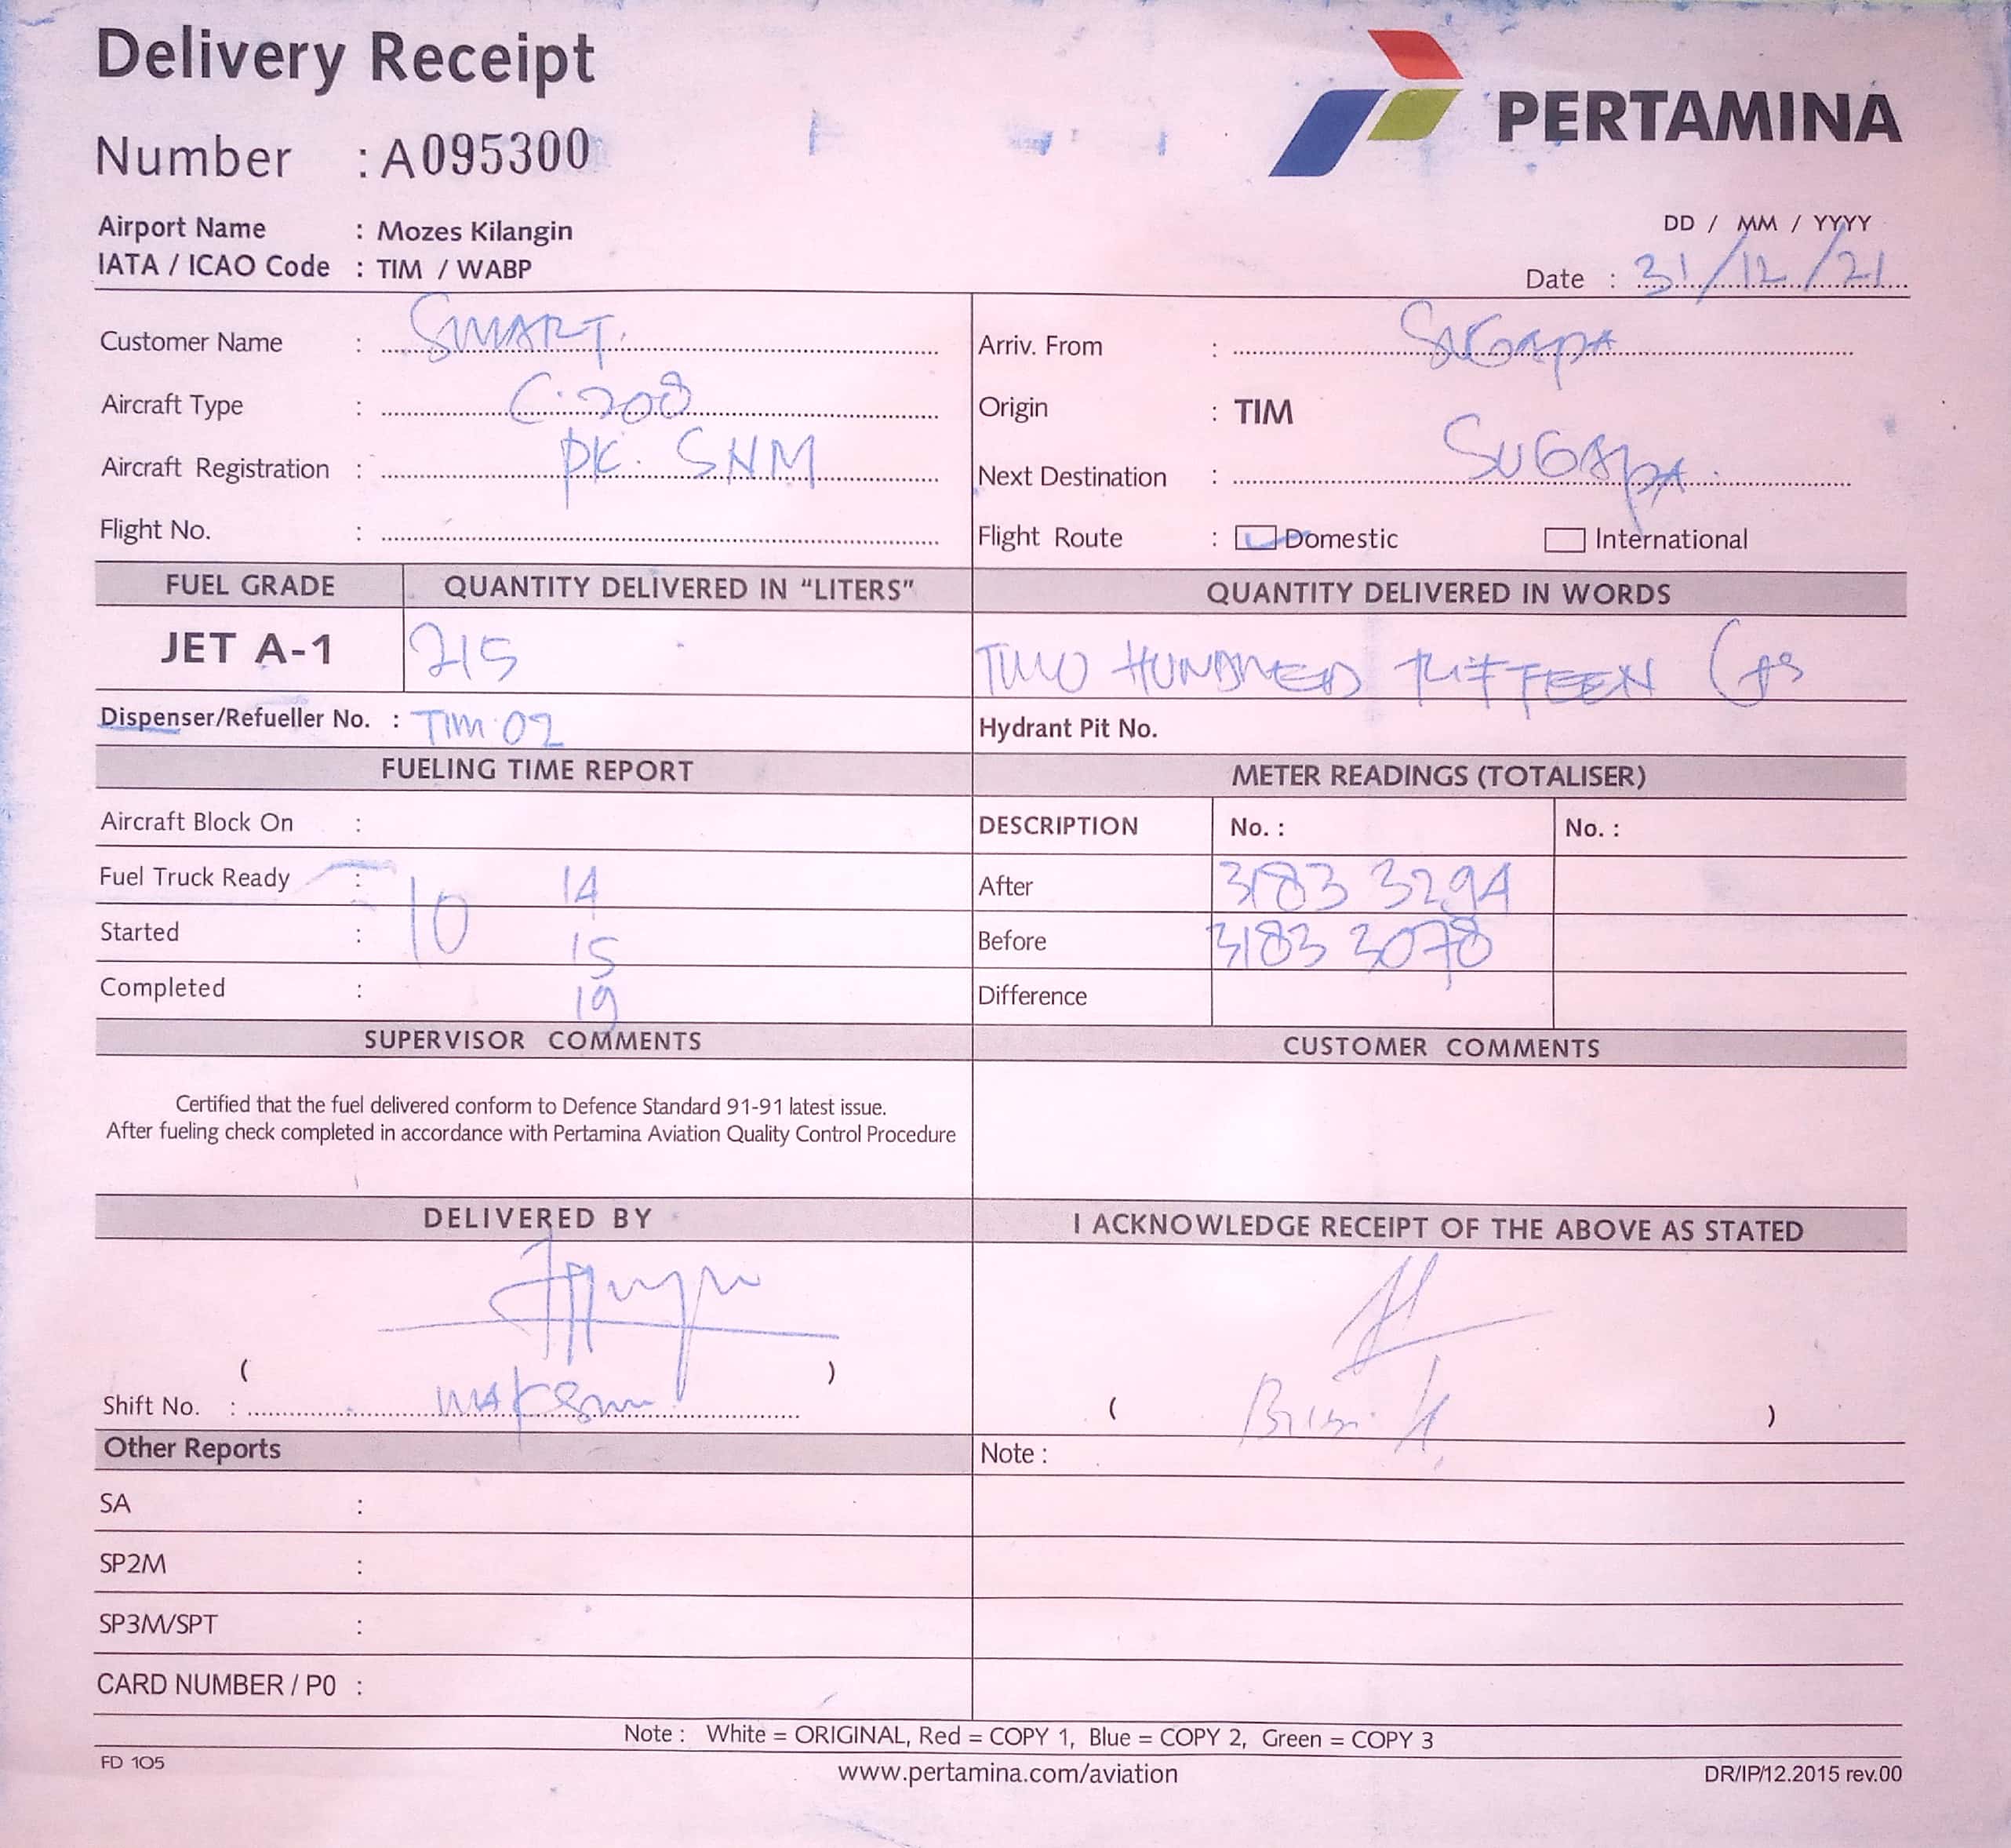 Delivery Receipt
PERTAMINA
Number : A095300
Airport Name : Mozes Kilangin
DD / MM / YYYY
IATA / ICAO Code : TIM / WABP
Date : 31/12/21
Customer Name : SMART.
Arriv. From : SUGAPA
Aircraft Type : C.208
Origin : TIM
Aircraft Registration : PK. SNM
Next Destination : SUGAPA.
Flight No. :
Flight Route : Domestic International
FUEL GRADE QUANTITY DELIVERED IN "LITERS" QUANTITY DELIVERED IN WORDS
JET A-1 215 TWO HUNDRED FIFTEEN
Dispenser/Refueller No. : TIM 02
Hydrant Pit No.
FUELING TIME REPORT METER READINGS (TOTALISER)
Aircraft Block On :
DESCRIPTION No. : No. :
Fuel Truck Ready : 10 14
After 3183 3294
Started : 15
Before 3183 3078
Completed : 19
Difference
SUPERVISOR COMMENTS CUSTOMER COMMENTS
Certified that the fuel delivered conform to Defence Standard 91-91 latest issue.
After fueling check completed in accordance with Pertamina Aviation Quality Control Procedure
DELIVERED BY I ACKNOWLEDGE RECEIPT OF THE ABOVE AS STATED
( )
Shift No. :
( )
Other Reports Note :
SA :
SP2M :
SP3M/SPT :
CARD NUMBER / P0 :
Note : White = ORIGINAL, Red = COPY 1, Blue = COPY 2, Green = COPY 3
FD 105 www.pertamina.com/aviation DR/IP/12.2015 rev.00